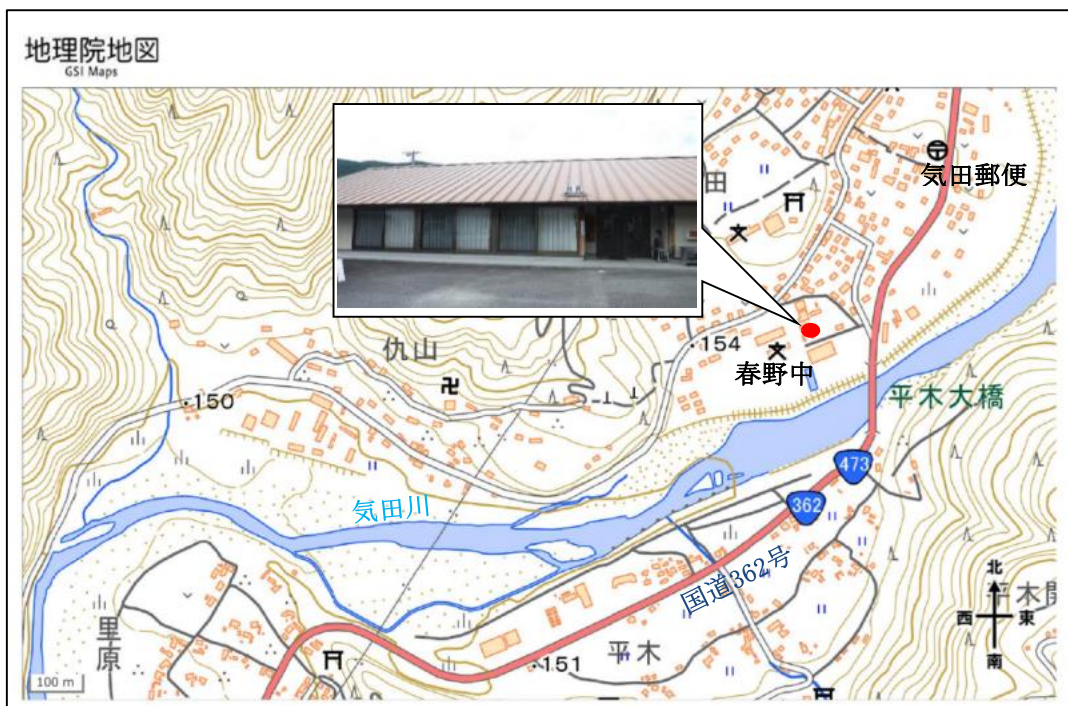 地理院地図
GSI Maps
田
気田郵便
仇山
154
春野中
150
平木大橋
473
気田川
362
国道362号
北
西
東
南
木
里
原
平木
151
100 m